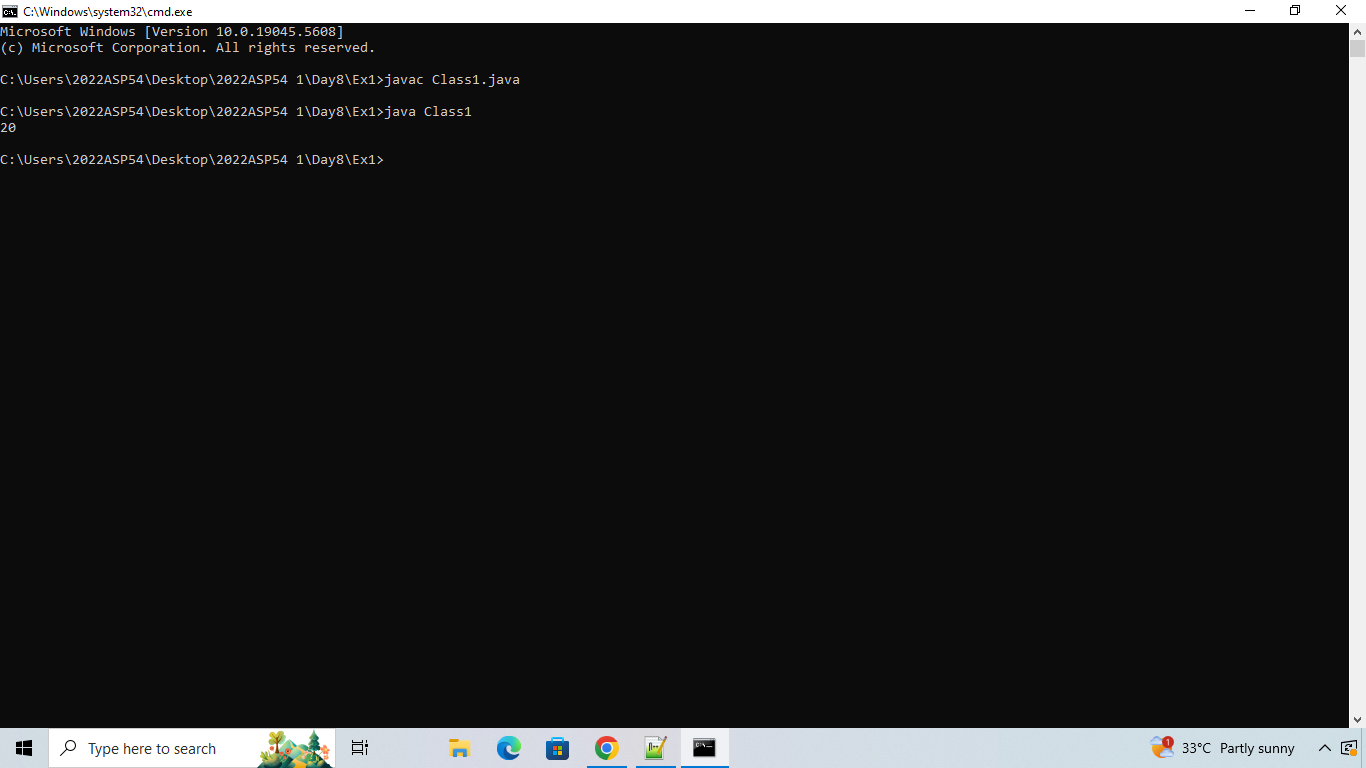 C:\Windows\system32\cmd.exe
Microsoft Windows [Version 10.0.19045.5608]
(c) Microsoft Corporation. All rights reserved.
C:\Users\2022ASP54\Desktop\2022ASP54 1\Day8\Ex1>javac Class1.java
C:\Users\2022ASP54\Desktop\2022ASP54 1\Day8\Ex1>java Class1
20
C:\Users\2022ASP54\Desktop\2022ASP54 1\Day8\Ex1>
Type here to search
1
33°C Partly sunny